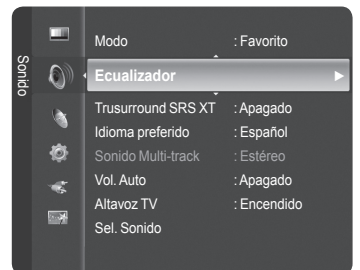 Sonido
Modo : Favorito
Ecualizador
Trusurround SRS XT : Apagado
Idioma preferido : Español
Sonido Multi-track : Estéreo
Vol. Auto : Apagado
Altavoz TV : Encendido
Sel. Sonido